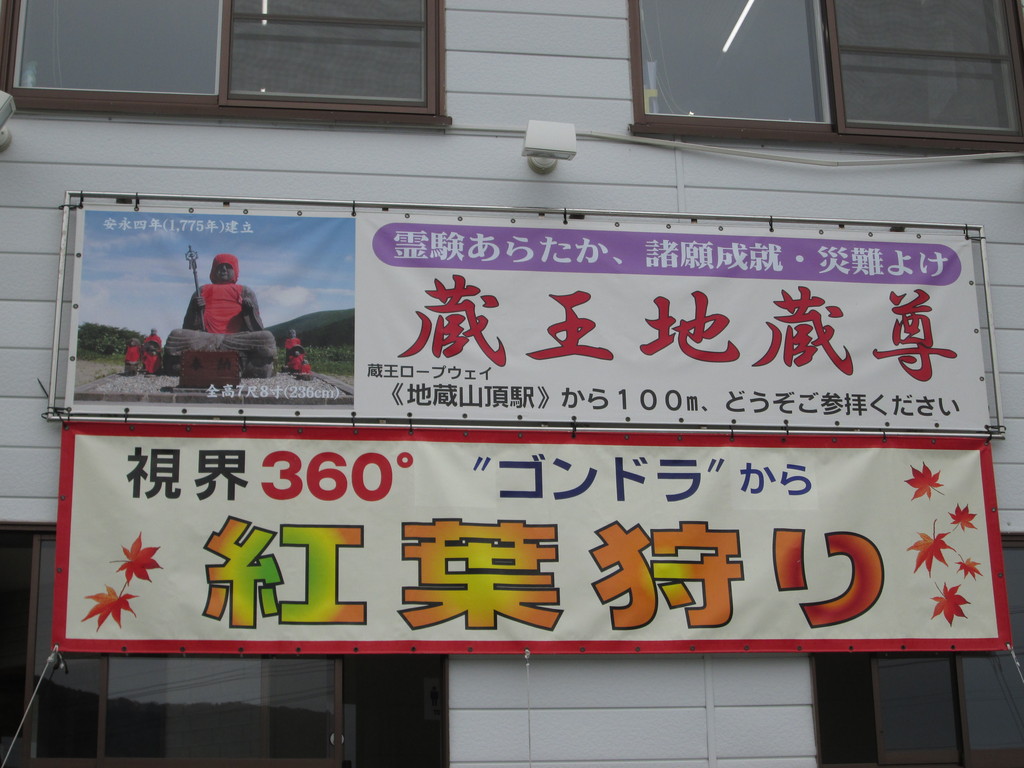 安永四年(1,775年)建立
全高7尺8寸(236cm)
霊験あらたか、諸願成就・災難よけ
蔵王地蔵尊
蔵王ロープウェイ
《地蔵山頂駅》から100m、どうぞご参拝ください
視界360° "ゴンドラ"から
紅葉狩り